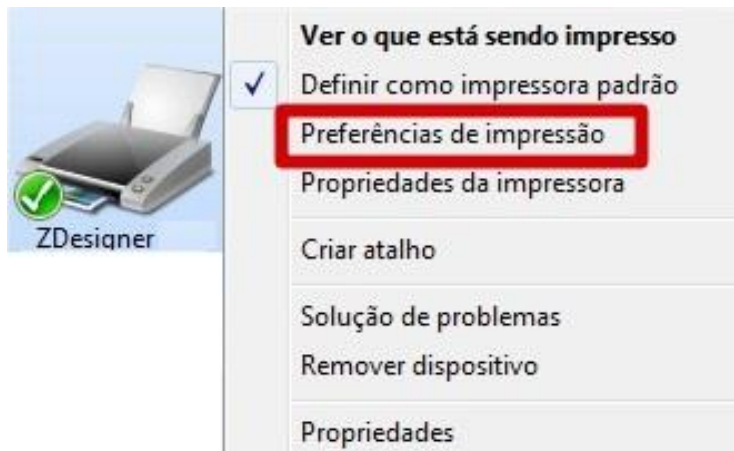 Ver o que está sendo impresso
Definir como impressora padrão
Preferências de impressão
Propriedades da impressora
ZDesigner
Criar atalho
Solução de problemas
Remover dispositivo
Propriedades